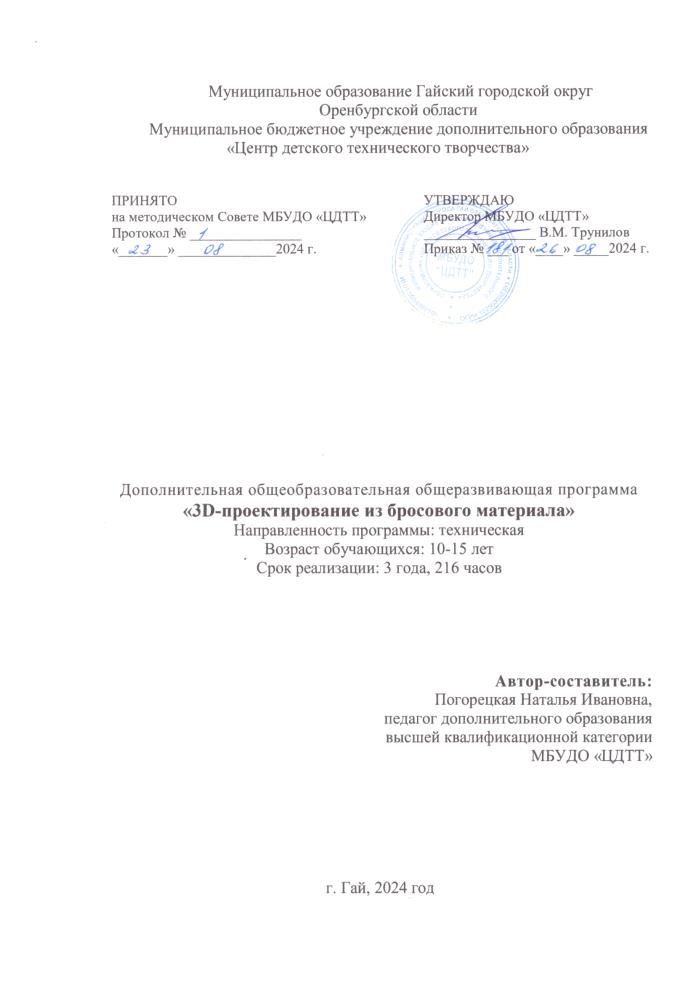 Муниципальное образование Гайский городской округ
Оренбургской области
Муниципальное бюджетное учреждение дополнительного образования
«Центр детского технического творчества»
ПРИНЯТО
на методическом Совете МБУДО «ЦДТТ»
Протокол № 1
« 23 » 08 2024 г.
УТВЕРЖДАЮ
Директор МБУДО «ЦДТТ»
В.М. Трунилов
Приказ № 181 от « 26 » 08 2024 г.
МБУДО
"ЦДТТ"
Дополнительная общеобразовательная общеразвивающая программа
«3D-проектирование из бросового материала»
Направленность программы: техническая
Возраст обучающихся: 10-15 лет
Срок реализации: 3 года, 216 часов
Автор-составитель:
Погорецкая Наталья Ивановна,
педагог дополнительного образования
высшей квалификационной категории
МБУДО «ЦДТТ»
г. Гай, 2024 год